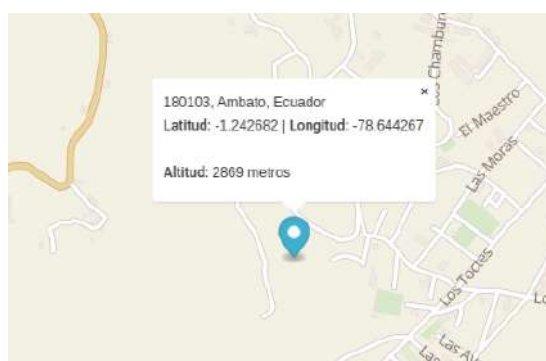 180103, Ambato, Ecuador
Latitud: -1.242682 | Longitud: -78.644267
Altitud: 2869 metros
×
El Maestro
Las Moras
Los Toctes